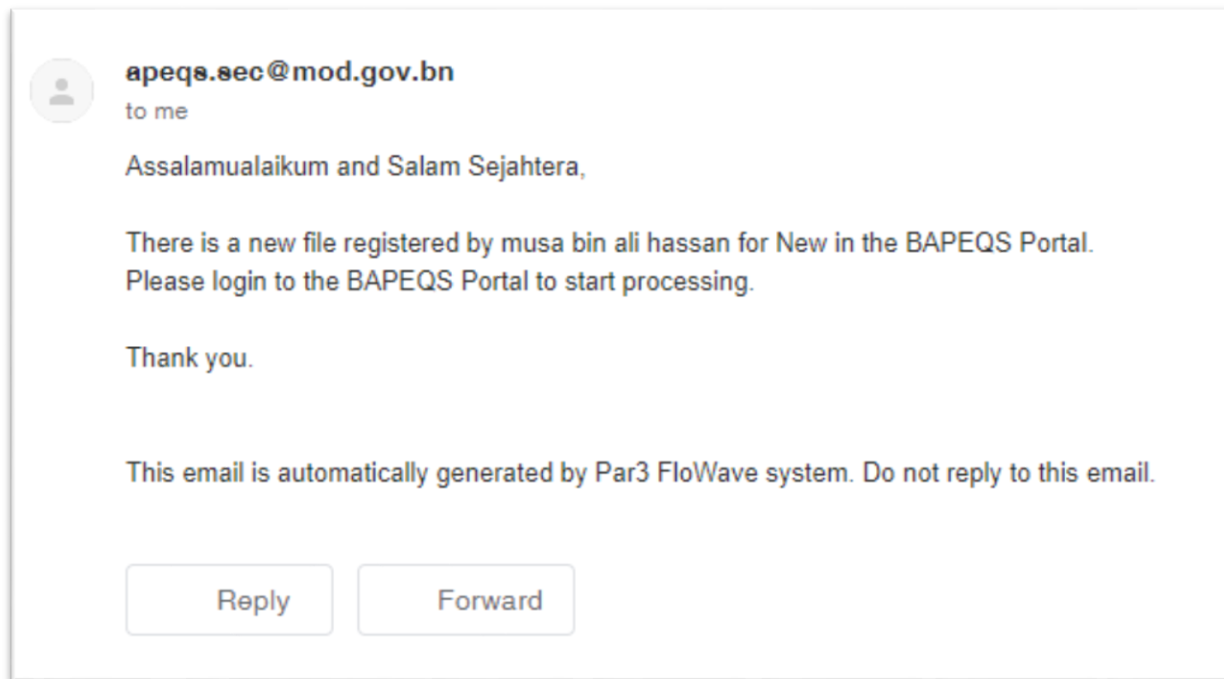 apeqs.sec@mod.gov.bn
to me
Assalamualaikum and Salam Sejahtera,
There is a new file registered by musa bin ali hassan for New in the BAPEQS Portal.
Please login to the BAPEQS Portal to start processing.
Thank you.
This email is automatically generated by Par3 FloWave system. Do not reply to this email.
Reply
Forward